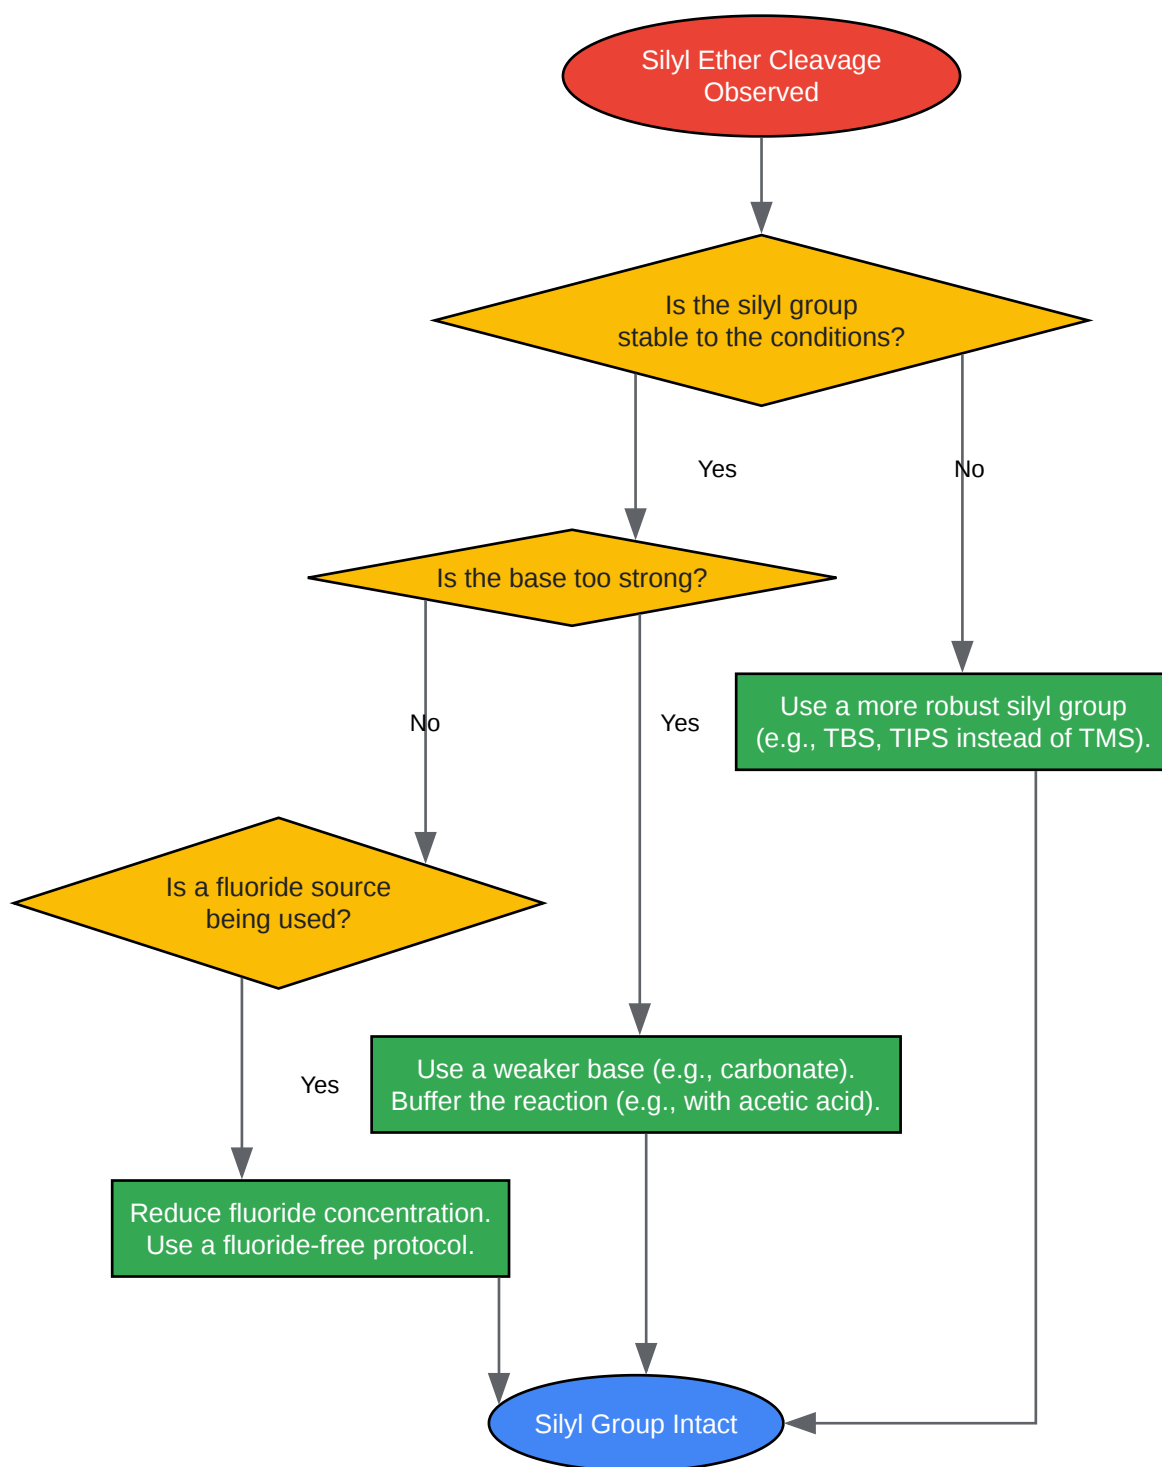 Silyl Ether Cleavage
Observed
Is the silyl group
stable to the conditions?
Yes
No
Is the base too strong?
No
Yes
Use a more robust silyl group
(e.g., TBS, TIPS instead of TMS).
Is a fluoride source
being used?
Yes
Use a weaker base (e.g., carbonate).
Buffer the reaction (e.g., with acetic acid).
Reduce fluoride concentration.
Use a fluoride-free protocol.
Silyl Group Intact